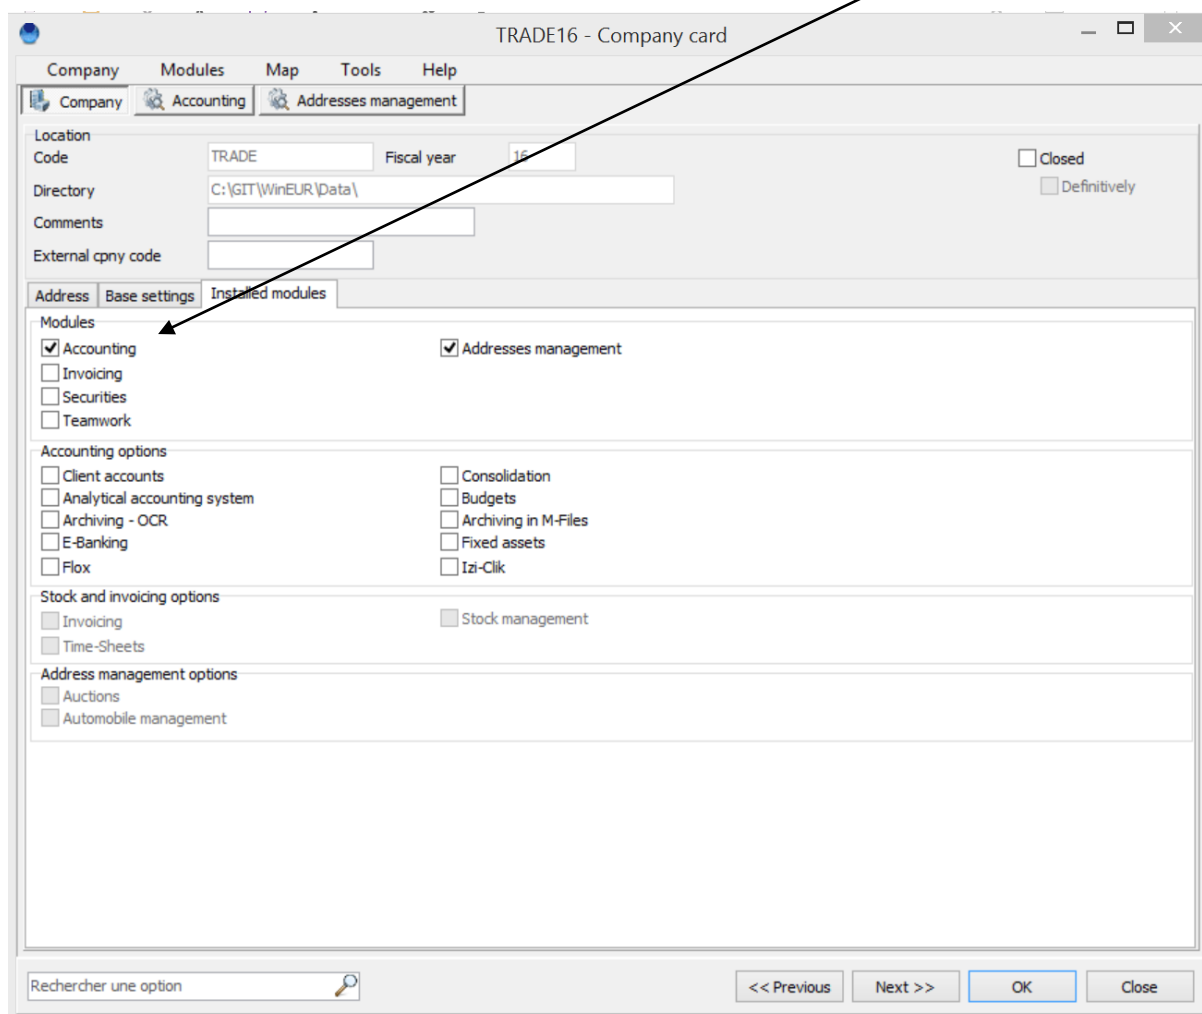 TRADE16 - Company card
Company Modules Map Tools Help
Company Accounting Addresses management
Location
Code TRADE Fiscal year 16 Closed
Directory C:\GIT\WinEUR\Data\ Definitively
Comments
External cpny code
Address Base settings Installed modules
Modules
Accounting Addresses management
Invoicing
Securities
Teamwork
Accounting options
Client accounts Consolidation
Analytical accounting system Budgets
Archiving - OCR Archiving in M-Files
E-Banking Fixed assets
Flox Izi-Clik
Stock and invoicing options
Invoicing Stock management
Time-Sheets
Address management options
Auctions
Automobile management
Rechercher une option << Previous Next >> OK Close